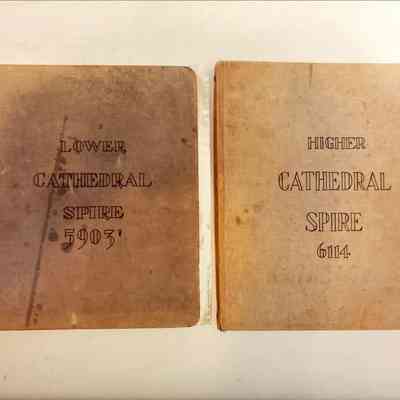 LOWER
CATHEDRAL
SPIRE
5903'
HIGHER
CATHEDRAL
SPIRE
6114